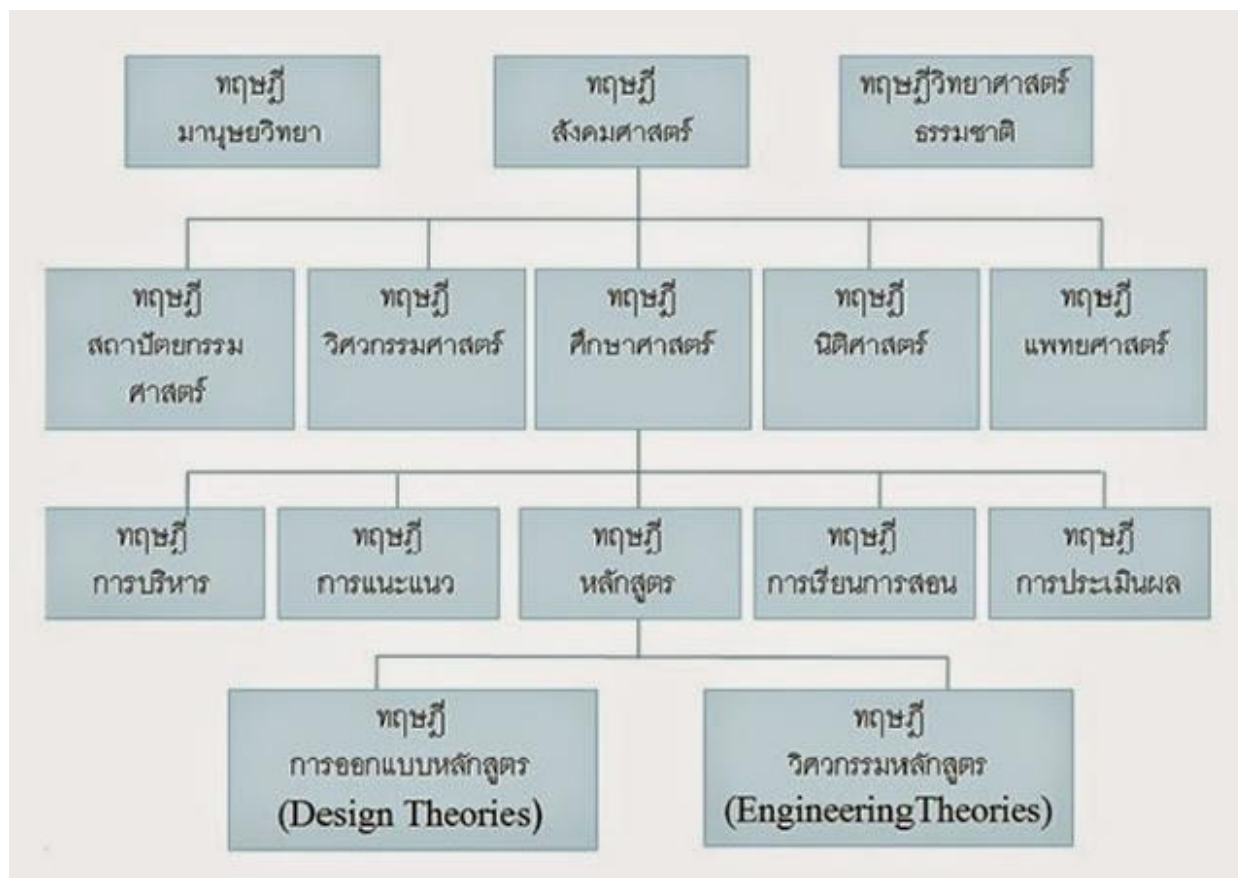 ทฤษฎี
มานุษยวิทยา
ทฤษฎี
สังคมศาสตร์
ทฤษฎีวิทยาศาสตร์
ธรรมชาติ
ทฤษฎี
สถาปัตยกรรม
ศาสตร์
ทฤษฎี
วิศวกรรมศาสตร์
ทฤษฎี
ศึกษาศาสตร์
ทฤษฎี
นิติศาสตร์
ทฤษฎี
แพทยศาสตร์
ทฤษฎี
การบริหาร
ทฤษฎี
การแนะแนว
ทฤษฎี
หลักสูตร
ทฤษฎี
การเรียนการสอน
ทฤษฎี
การประเมินผล
ทฤษฎี
การออกแบบหลักสูตร
(Design Theories)
ทฤษฎี
วิศวกรรมหลักสูตร
(EngineeringTheories)